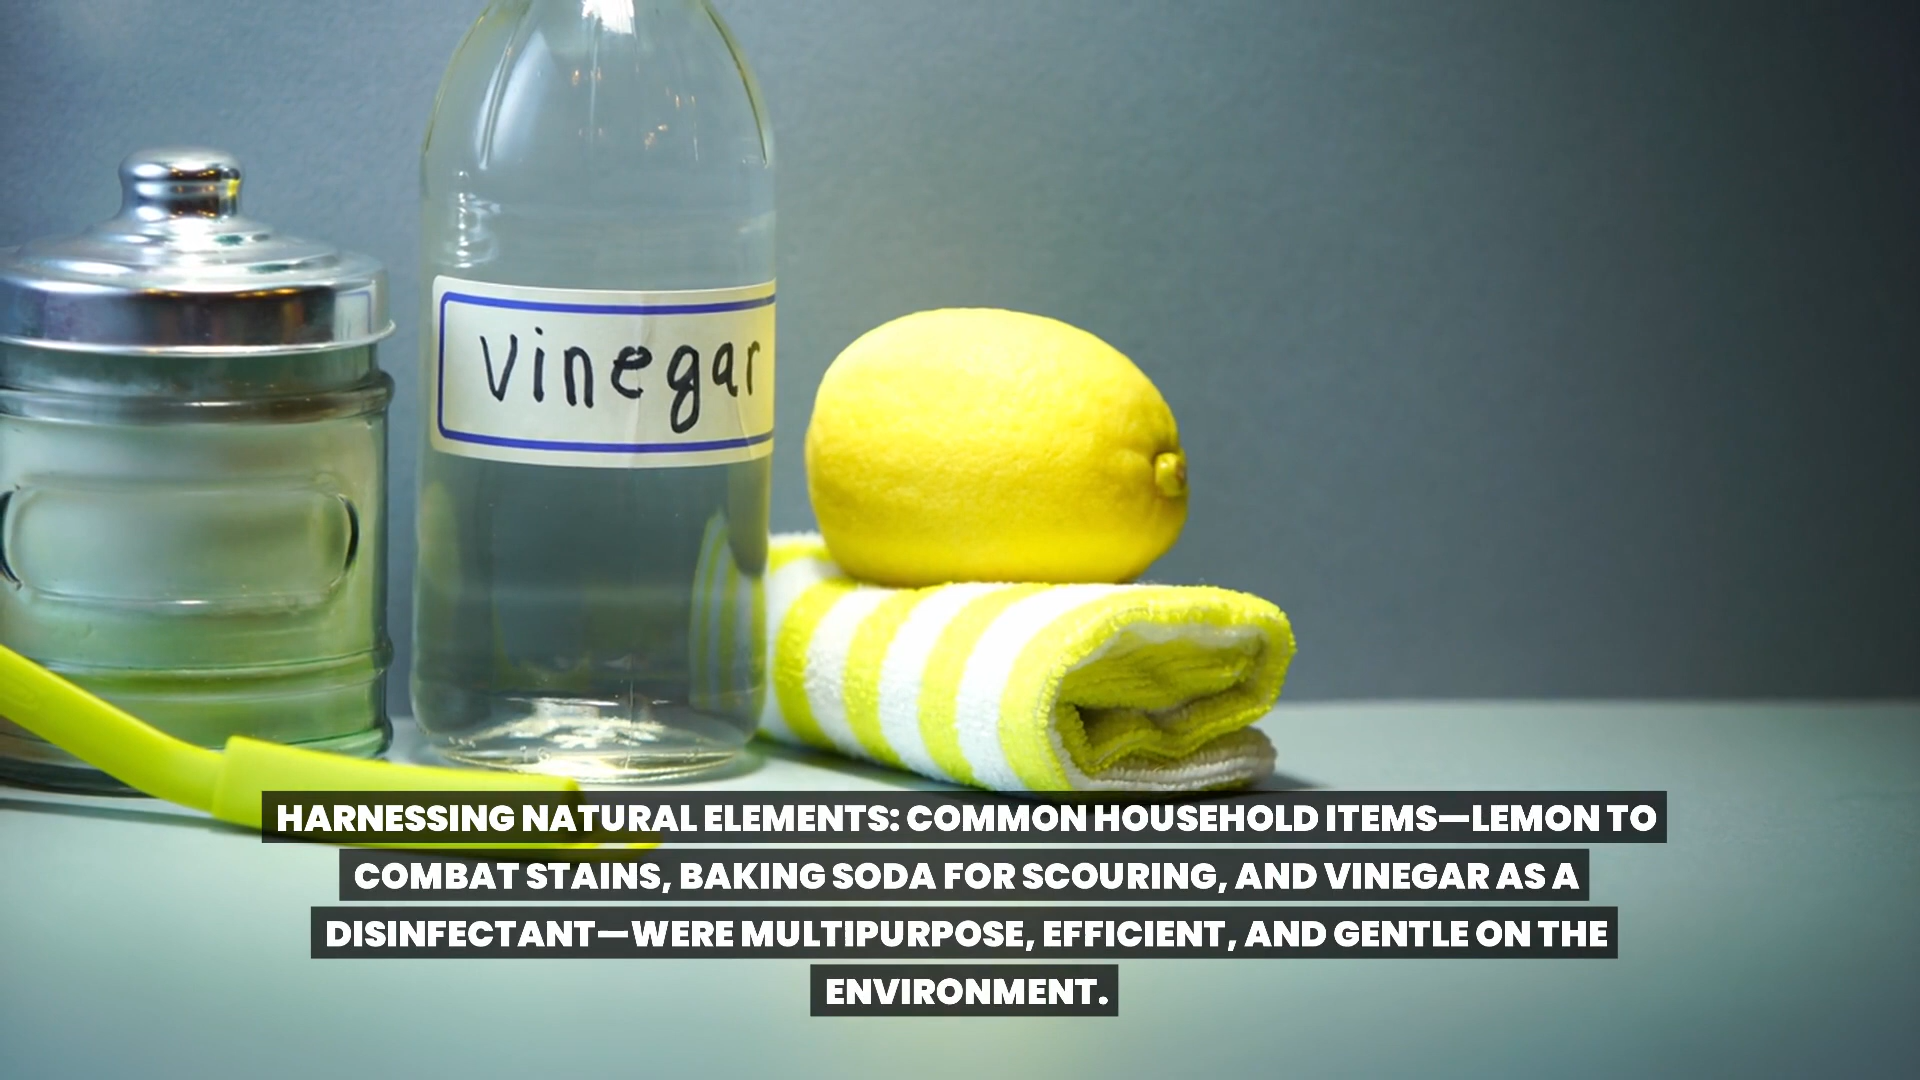 Vinegar
HARNESSING NATURAL ELEMENTS: COMMON HOUSEHOLD ITEMS—LEMON TO
COMBAT STAINS, BAKING SODA FOR SCOURING, AND VINEGAR AS A
DISINFECTANT—WERE MULTIPURPOSE, EFFICIENT, AND GENTLE ON THE
ENVIRONMENT.